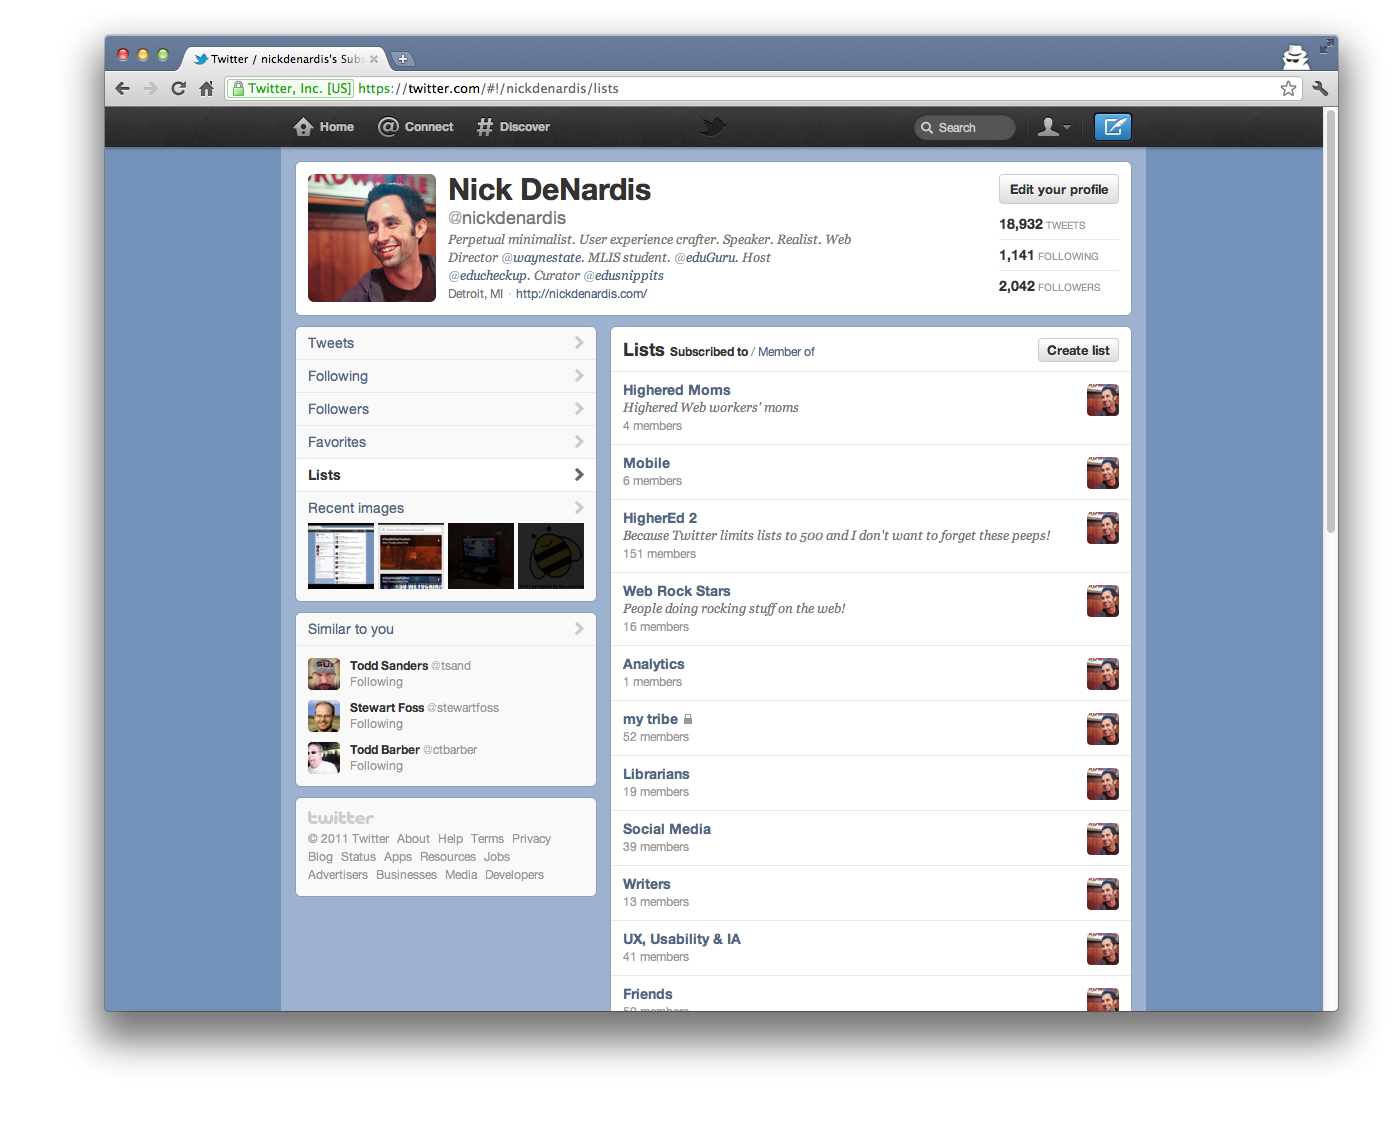 Twitter / nickdenardis's Subs
Twitter, Inc. [US] https://twitter.com/#!/nickdenardis/lists
Home
Connect
Discover
Search
Nick DeNardis
@nickdenardis
Perpetual minimalist. User experience crafter. Speaker. Realist. Web
Director @waynestate. MLIS student. @eduGuru. Host
@educheckup. Curator @edusnippits
Detroit, MI · http://nickdenardis.com/
Edit your profile
18,932 TWEETS
1,141 FOLLOWING
2,042 FOLLOWERS
Tweets
Following
Followers
Favorites
Lists
Recent images
Similar to you
Todd Sanders @tsand
Following
Stewart Foss @stewartfoss
Following
Todd Barber @ctbarber
Following
twitter
© 2011 Twitter About Help Terms Privacy
Blog Status Apps Resources Jobs
Advertisers Businesses Media Developers
Lists Subscribed to / Member of
Create list
Highered Moms
Highered Web workers' moms
4 members
Mobile
6 members
HigherEd 2
Because Twitter limits lists to 500 and I don't want to forget these peeps!
151 members
Web Rock Stars
People doing rocking stuff on the web!
16 members
Analytics
1 members
my tribe
52 members
Librarians
19 members
Social Media
39 members
Writers
13 members
UX, Usability & IA
41 members
Friends
members